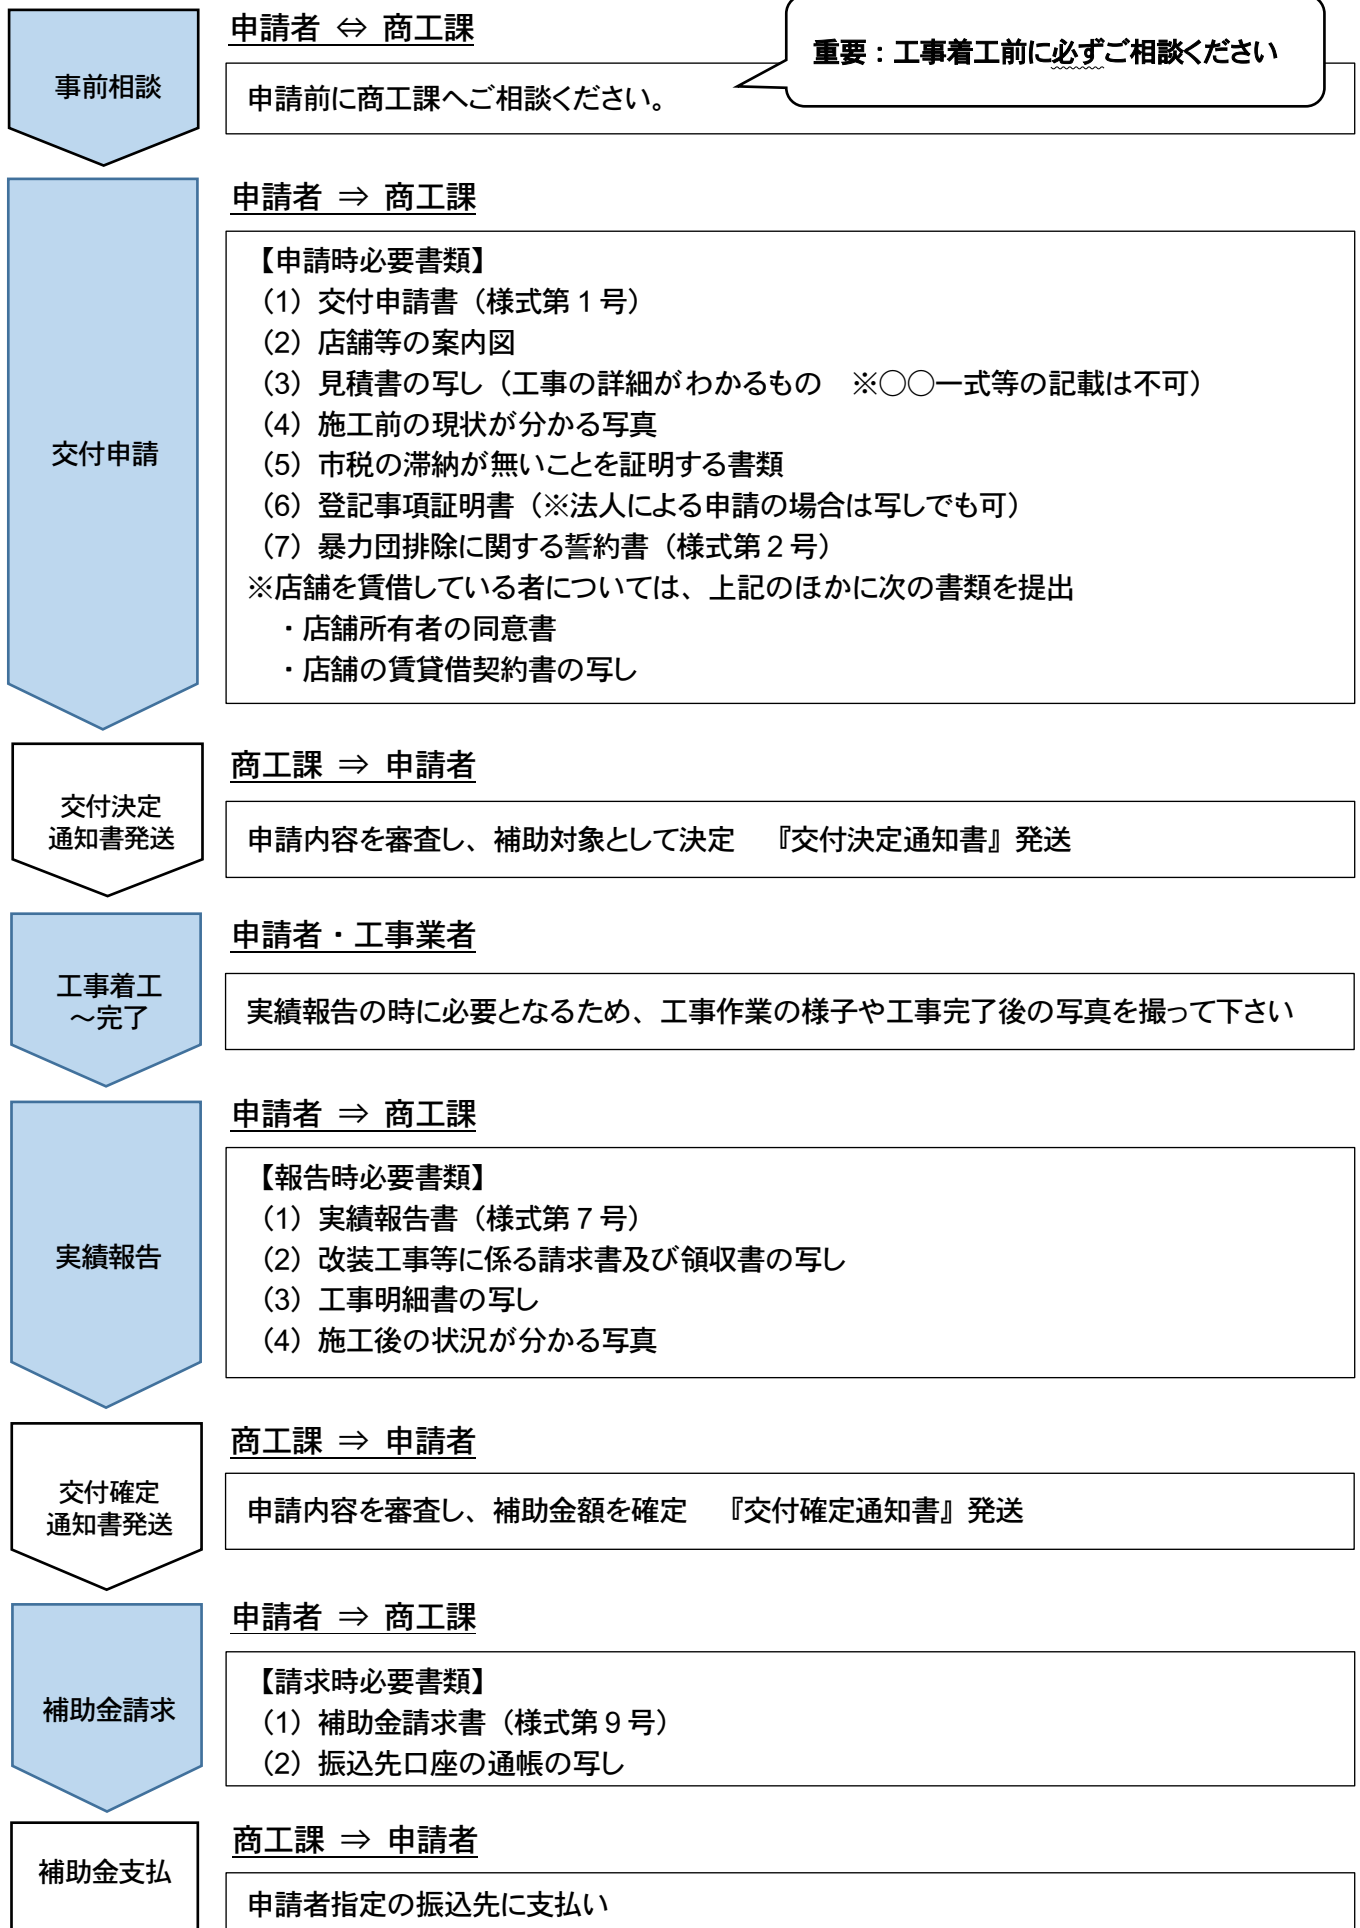 申請者 ⇔ 商工課
重要：工事着工前に必ずご相談ください
事前相談
申請前に商工課へご相談ください。
申請者 ⇒ 商工課
交付申請
【申請時必要書類】
（1）交付申請書（様式第１号）
（2）店舗等の案内図
（3）見積書の写し（工事の詳細がわかるもの　※○○一式等の記載は不可）
（4）施工前の現状が分かる写真
（5）市税の滞納が無いことを証明する書類
（6）登記事項証明書（※法人による申請の場合は写しでも可）
（7）暴力団排除に関する誓約書（様式第２号）
※店舗を賃借している者については、上記のほかに次の書類を提出
・店舗所有者の同意書
・店舗の賃貸借契約書の写し
商工課 ⇒ 申請者
交付決定
通知書発送
申請内容を審査し、補助対象として決定　『交付決定通知書』発送
申請者・工事業者
工事着工
～完了
実績報告の時に必要となるため、工事作業の様子や工事完了後の写真を撮って下さい
申請者 ⇒ 商工課
実績報告
【報告時必要書類】
（1）実績報告書（様式第７号）
（2）改装工事等に係る請求書及び領収書の写し
（3）工事明細書の写し
（4）施工後の状況が分かる写真
商工課 ⇒ 申請者
交付確定
通知書発送
申請内容を審査し、補助金額を確定　『交付確定通知書』発送
申請者 ⇒ 商工課
補助金請求
【請求時必要書類】
（1）補助金請求書（様式第９号）
（2）振込先口座の通帳の写し
商工課 ⇒ 申請者
補助金支払
申請者指定の振込先に支払い